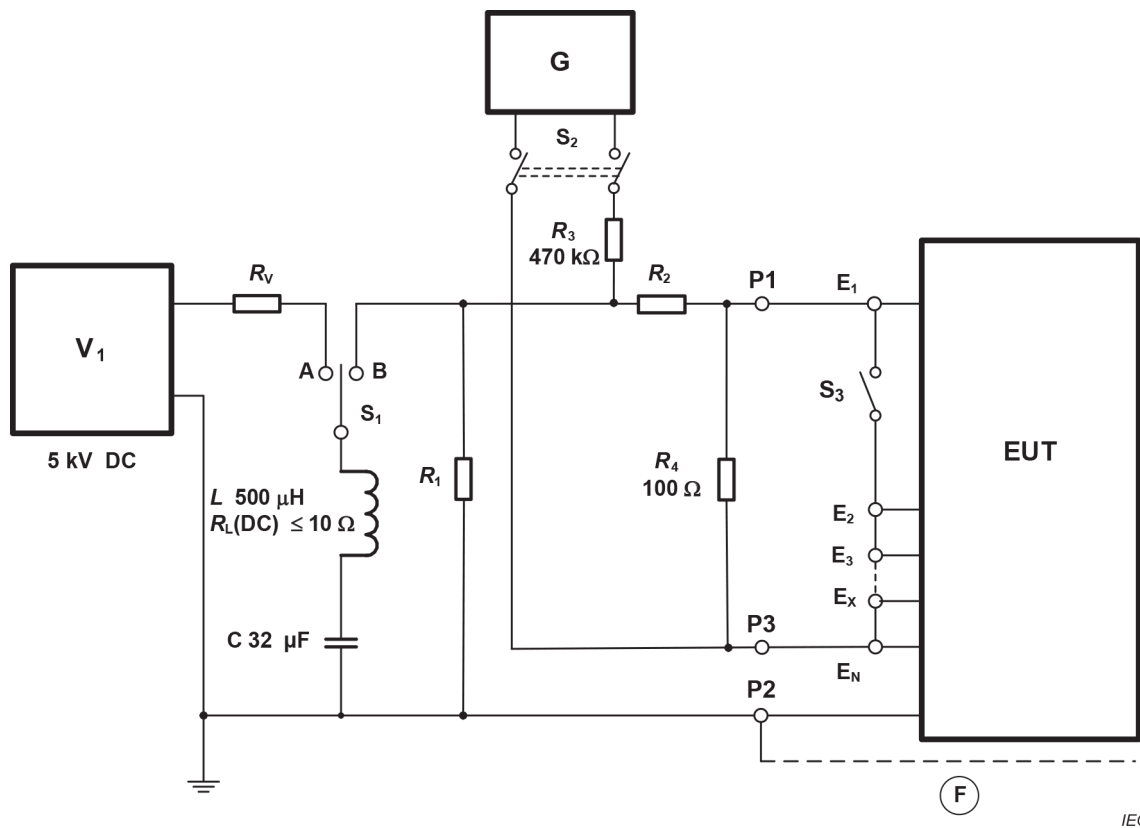 G
S2
R3
470 kΩ
RV
R2
P1
E1
V1
A
B
S1
S3
5 kV DC
R1
R4
100 Ω
EUT
L 500 μH
RL(DC) ≤ 10 Ω
E2
E3
EX
C 32 μF
P3
EN
P2
F